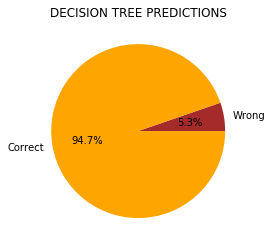 DECISION TREE PREDICTIONS
Wrong
5.3%
94.7%
Correct